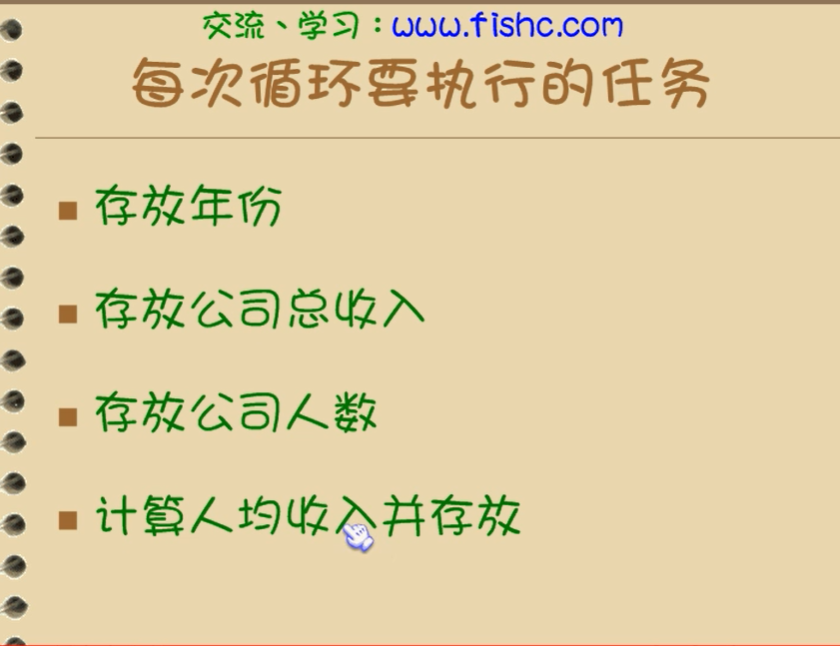 交流、学习：www.fishc.com
每次循环要执行的任务
存放年份
存放公司总收入
存放公司人数
计算人均收入并存放